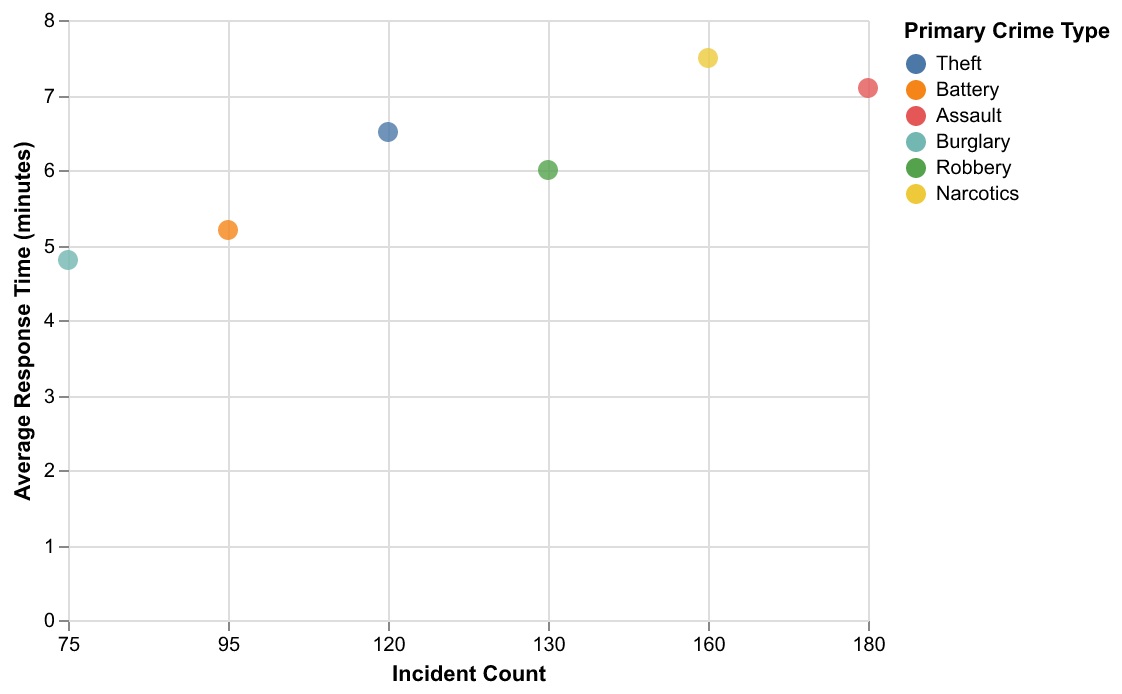 8
7
6
5
4
3
2
1
0
Average Response Time (minutes)
75 95 120 130 160 180
Incident Count
Primary Crime Type
Theft
Battery
Assault
Burglary
Robbery
Narcotics